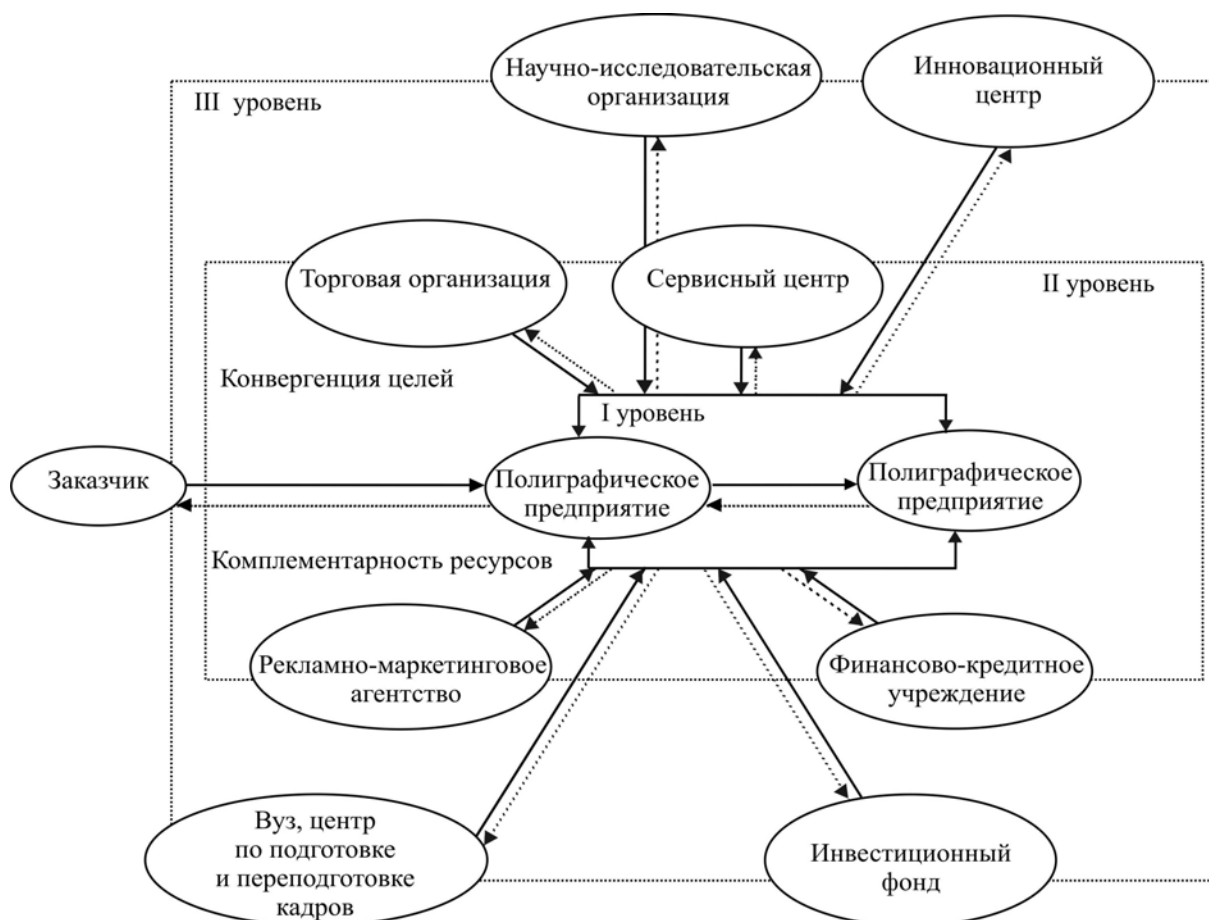 Научно-исследовательская
организация
Инновационный
центр
III уровень
Торговая организация
Сервисный центр
II уровень
Конвергенция целей
I уровень
Заказчик
Полиграфическое
предприятие
Полиграфическое
предприятие
Комплементарность ресурсов
Рекламно-маркетинговое
агентство
Финансово-кредитное
учреждение
Вуз, центр
по подготовке
и переподготовке
кадров
Инвестиционный
фонд